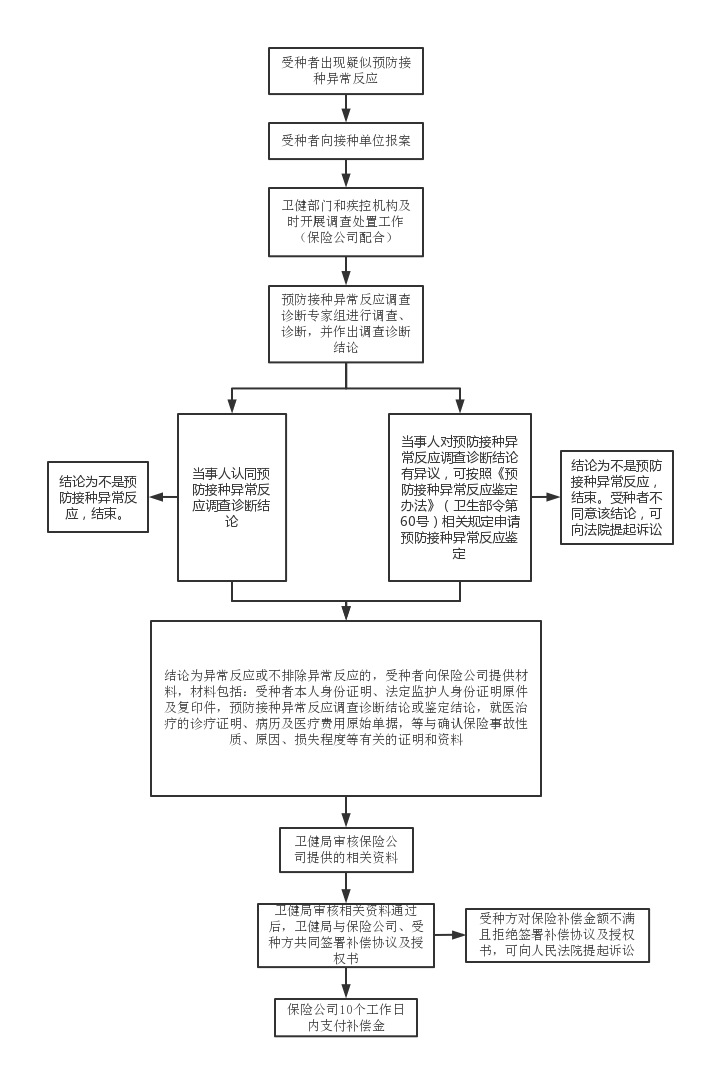 受种者出现疑似预防接
种异常反应
受种者向接种单位报案
卫健部门和疾控机构及
时开展调查处置工作
（保险公司配合）
预防接种异常反应调查
诊断专家组进行调查、
诊断，并作出调查诊断
结论
结论为不是预
防接种异常反
应，结束。
当事人认同预
防接种异常反
应调查诊断结
论
当事人对预防接种异
常反应调查诊断结论
有异议，可按照《预
防接种异常反应鉴定
办法》（卫生部令第
60号）相关规定申请
预防接种异常反应鉴
定
结论为不是预防
接种异常反应，
结束。受种者不
同意该结论，可
向法院提起诉讼
结论为异常反应或不排除异常反应的，受种者向保险公司提供材
料，材料包括：受种者本人身份证明、法定监护人身份证明原件
及复印件，预防接种异常反应调查诊断结论或鉴定结论，就医治
疗的诊疗证明、病历及医疗费用原始单据，等与确认保险事故性
质、原因、损失程度等有关的证明和资料
卫健局审核保险公
司提供的相关资料
卫健局审核相关资料通过
后，卫健局与保险公司、受
种方共同签署补偿协议及授
权书
受种方对保险补偿金额不满
且拒绝签署补偿协议及授权
书，可向人民法院提起诉讼
保险公司10个工作日
内支付补偿金